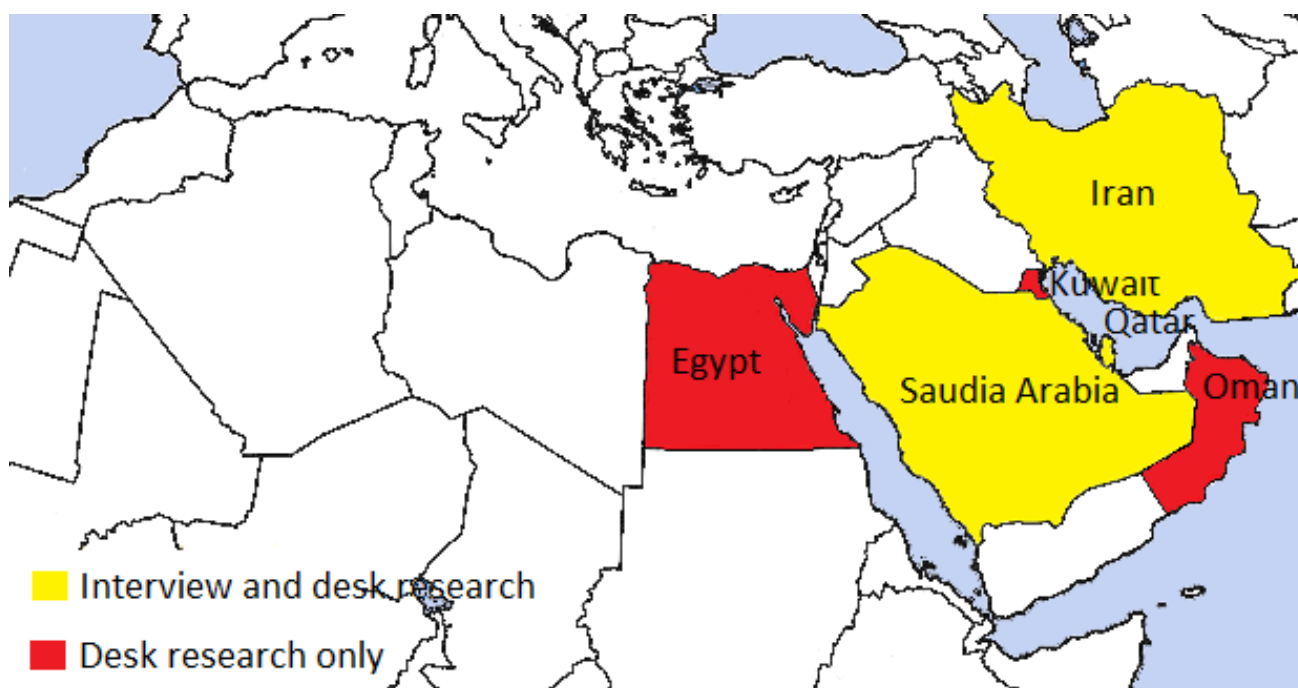 Iran
Kuwait
Qatar
Egypt
Saudia Arabia
Oman
Interview and desk research
Desk research only